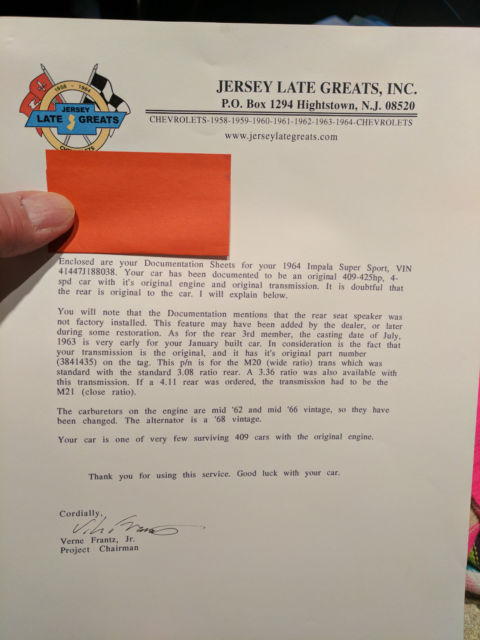 JERSEY LATE GREATS, INC.
P.O. Box 1294 Hightstown, N.J. 08520
CHEVROLETS-1958-1959-1960-1961-1962-1963-1964-CHEVROLETS
www.jerseylategreats.com
1958 - 1964
JERSEY
LATE GREATS
CHEVROLETS
Enclosed are your Documentation Sheets for your 1964 Impala Super Sport, VIN
41447J188038. Your car has been documented to be an original 409-425hp, 4-
spd car with it's original engine and original transmission. It is doubtful that
the rear is original to the car. I will explain below.
You will note that the Documentation mentions that the rear seat speaker was
not factory installed. This feature may have been added by the dealer, or later
during some restoration. As for the rear 3rd member, the casting date of July,
1963 is very early for your January built car. In consideration is the fact that
your transmission is the original, and it has it's original part number
(3841435) on the tag. This p/n is for the M20 (wide ratio) trans which was
standard with the standard 3.08 ratio rear. A 3.36 ratio was also available with
this transmission. If a 4.11 rear was ordered, the transmission had to be the
M21 (close ratio).
The carburetors on the engine are mid '62 and mid '66 vintage, so they have
been changed. The alternator is a '68 vintage.
Your car is one of very few surviving 409 cars with the original engine.
Thank you for using this service. Good luck with your car.
Cordially,
Verne Frantz, Jr.
Project Chairman